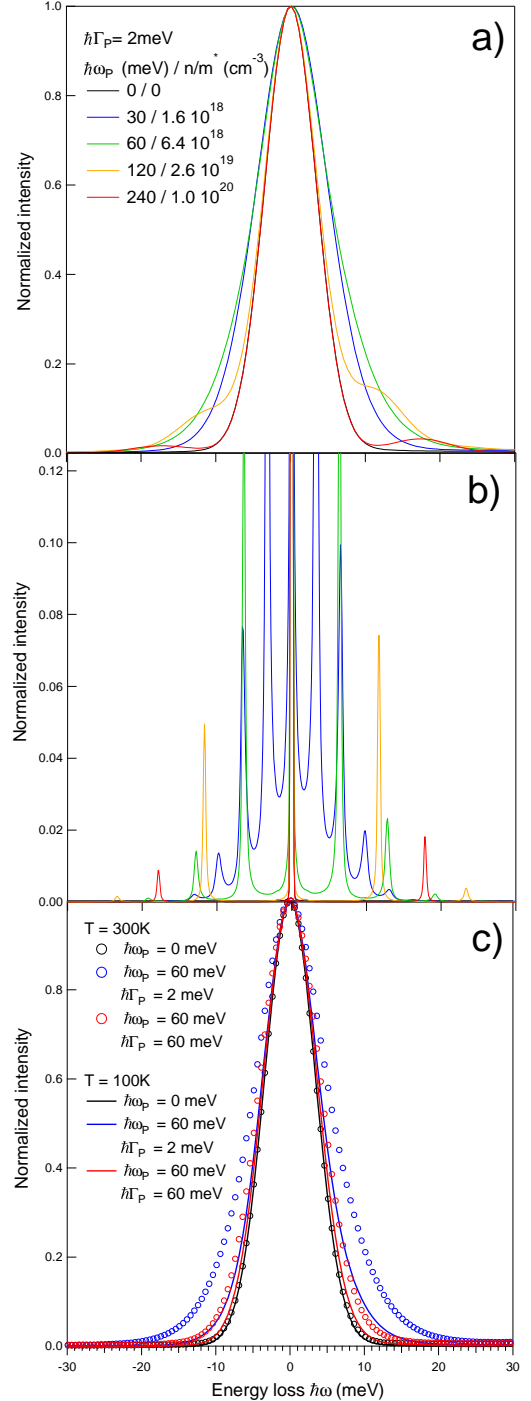 a)
ℏΓP = 2meV
ℏωP (meV) / n/m* (cm-3)
0 / 0
30 / 1.6 10^18
60 / 6.4 10^18
120 / 2.6 10^19
240 / 1.0 10^20
1.0
0.8
0.6
0.4
0.2
0.0
Normalized intensity
-20 -10 0 10 20 30
b)
0.12
0.10
0.08
0.06
0.04
0.02
0.00
Normalized intensity
c)
T = 300K
ℏωP = 0 meV
ℏωP = 60 meV
ℏΓP = 2 meV
ℏωP = 60 meV
ℏΓP = 60 meV
T = 100K
ℏωP = 0 meV
ℏωP = 60 meV
ℏΓP = 2 meV
ℏωP = 60 meV
ℏΓP = 60 meV
0.8
0.6
0.4
0.2
0.0
Normalized intensity
-30 -20 -10 0 10 20 30
Energy loss ℏω (meV)